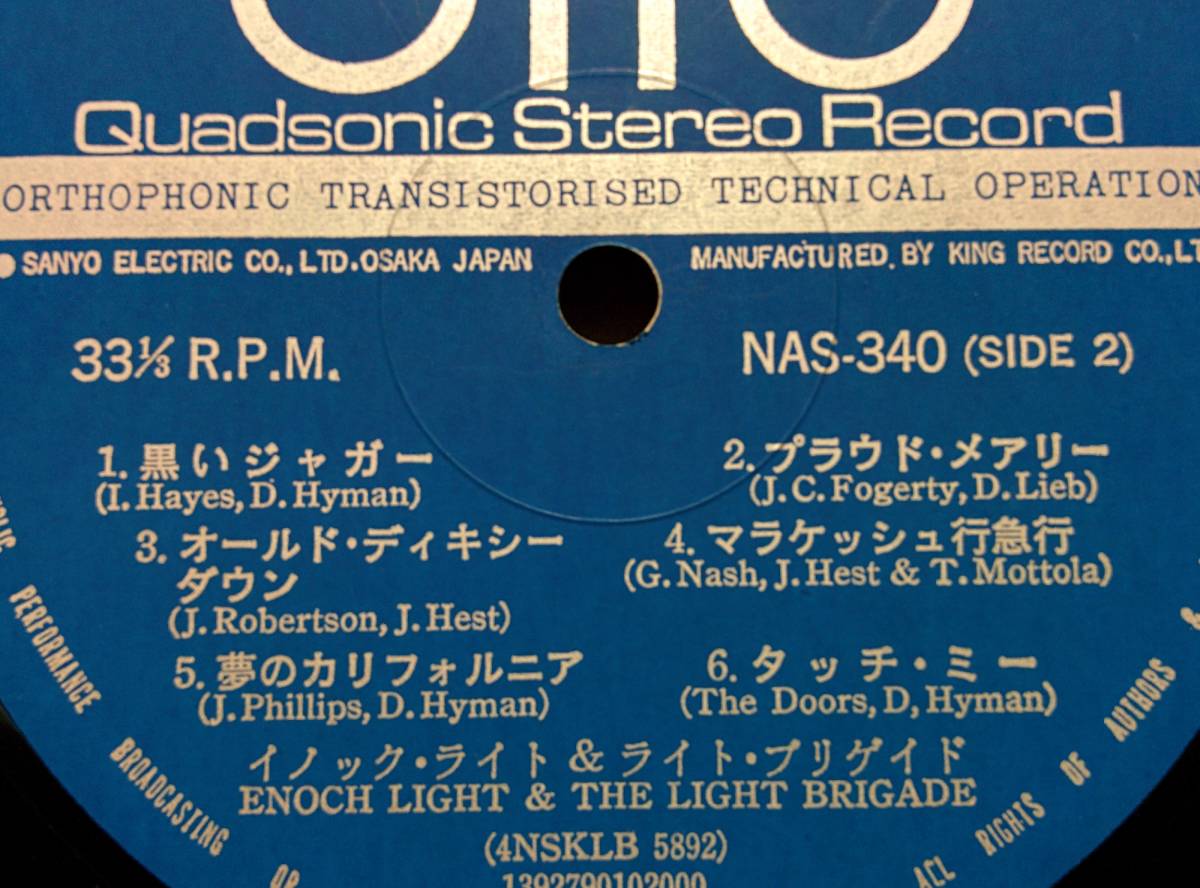 Quadsonic Stereo Record
ORTHOPHONIC TRANSISTORISED TECHNICAL OPERATION
●SANYO ELECTRIC CO., LTD.OSAKA JAPAN
MANUFACTURED. BY KING RECORD CO.,LT
33⅓ R.P.M.
NAS-340 (SIDE 2)
1. 黒いジャガー
(I. Hayes, D. Hyman)
2. プラウド・メアリー
(J.C. Fogerty, D. Lieb)
3. オールド・ディキシー
ダウン
(J. Robertson, J. Hest)
4. マラケッシュ行急行
(G. Nash, J. Hest & T. Mottola)
5. 夢のカリフォルニア
(J. Phillips, D. Hyman)
6. タッチ・ミー
(The Doors, D, Hyman)
イノック・ライト & ライト・ブリゲイド
ENOCH LIGHT & THE LIGHT BRIGADE
(4NSKLB 5892)
1392790102000
PERFORMANCE BROADCASTING OR
ACL RIGHTS OF AUTHORS &